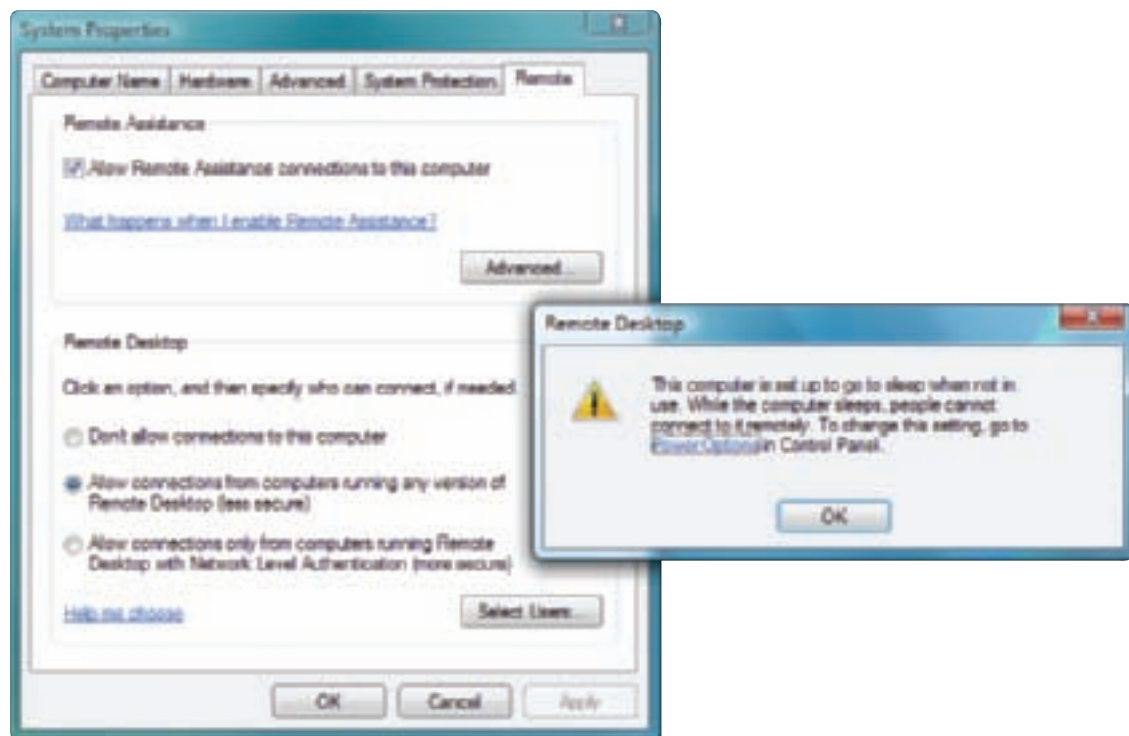 System Properties
Computer Name Hardware Advanced System Protection Remote
Remote Assistance
Allow Remote Assistance connections to this computer
What happens when I enable Remote Assistance?
Advanced...
Remote Desktop
Click an option, and then specify who can connect, if needed.
Don't allow connections to this computer
Allow connections from computers running any version of
Remote Desktop (less secure)
Allow connections only from computers running Remote
Desktop with Network Level Authentication (more secure)
Help me choose
Select Users...
OK Cancel Apply
Remote Desktop
This computer is set up to go to sleep when not in
use. While the computer sleeps, people cannot
connect to it remotely. To change this setting, go to
Power Options in Control Panel.
OK